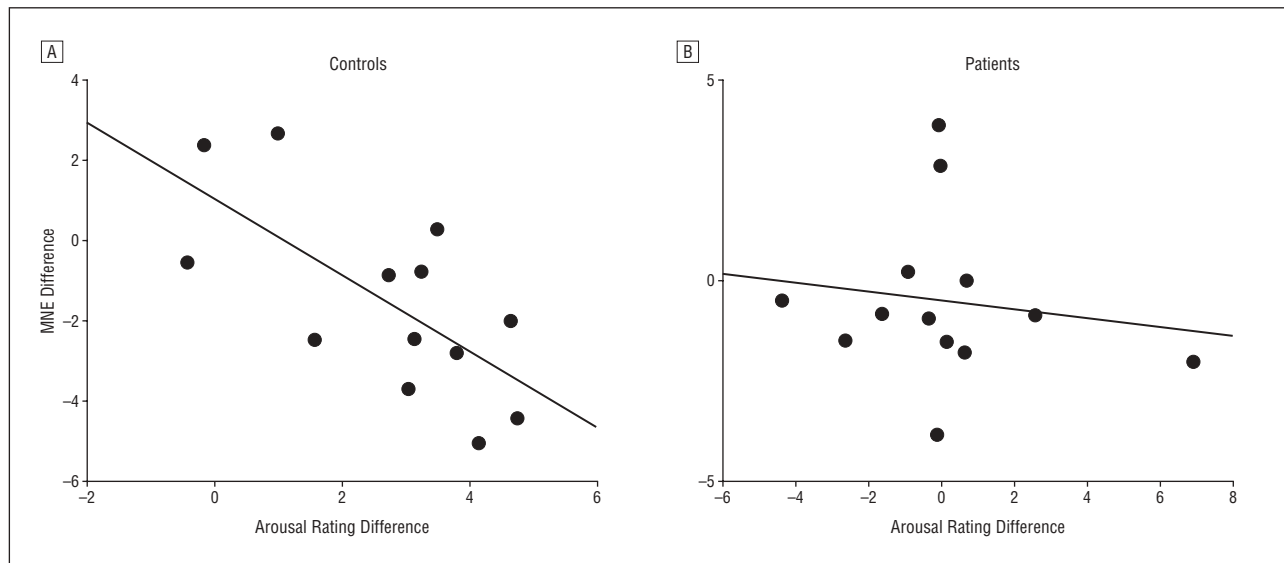 A
Controls
4
2
0
–2
–4
–6
MNE Difference
–2 0 2 4 6
Arousal Rating Difference
B
Patients
5
0
–5
–6 –4 –2 0 2 4 6 8
Arousal Rating Difference